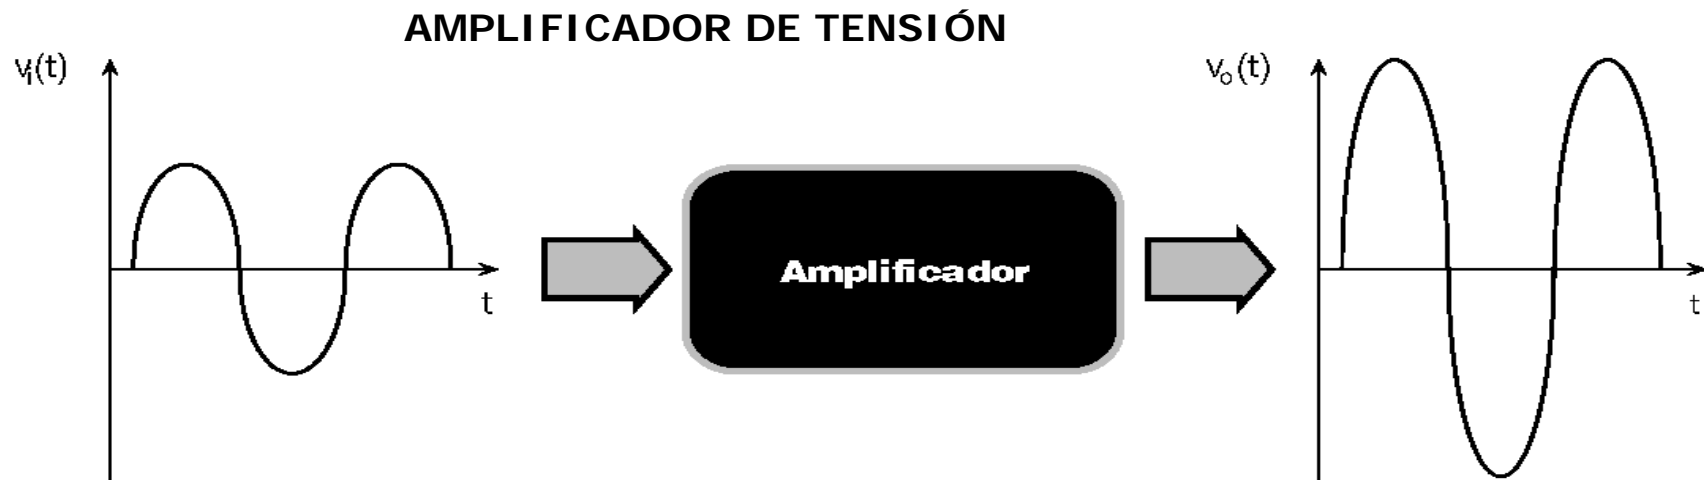 AMPLIFICADOR DE TENSIÓN
vi(t)
t
Amplificador
vo(t)
t